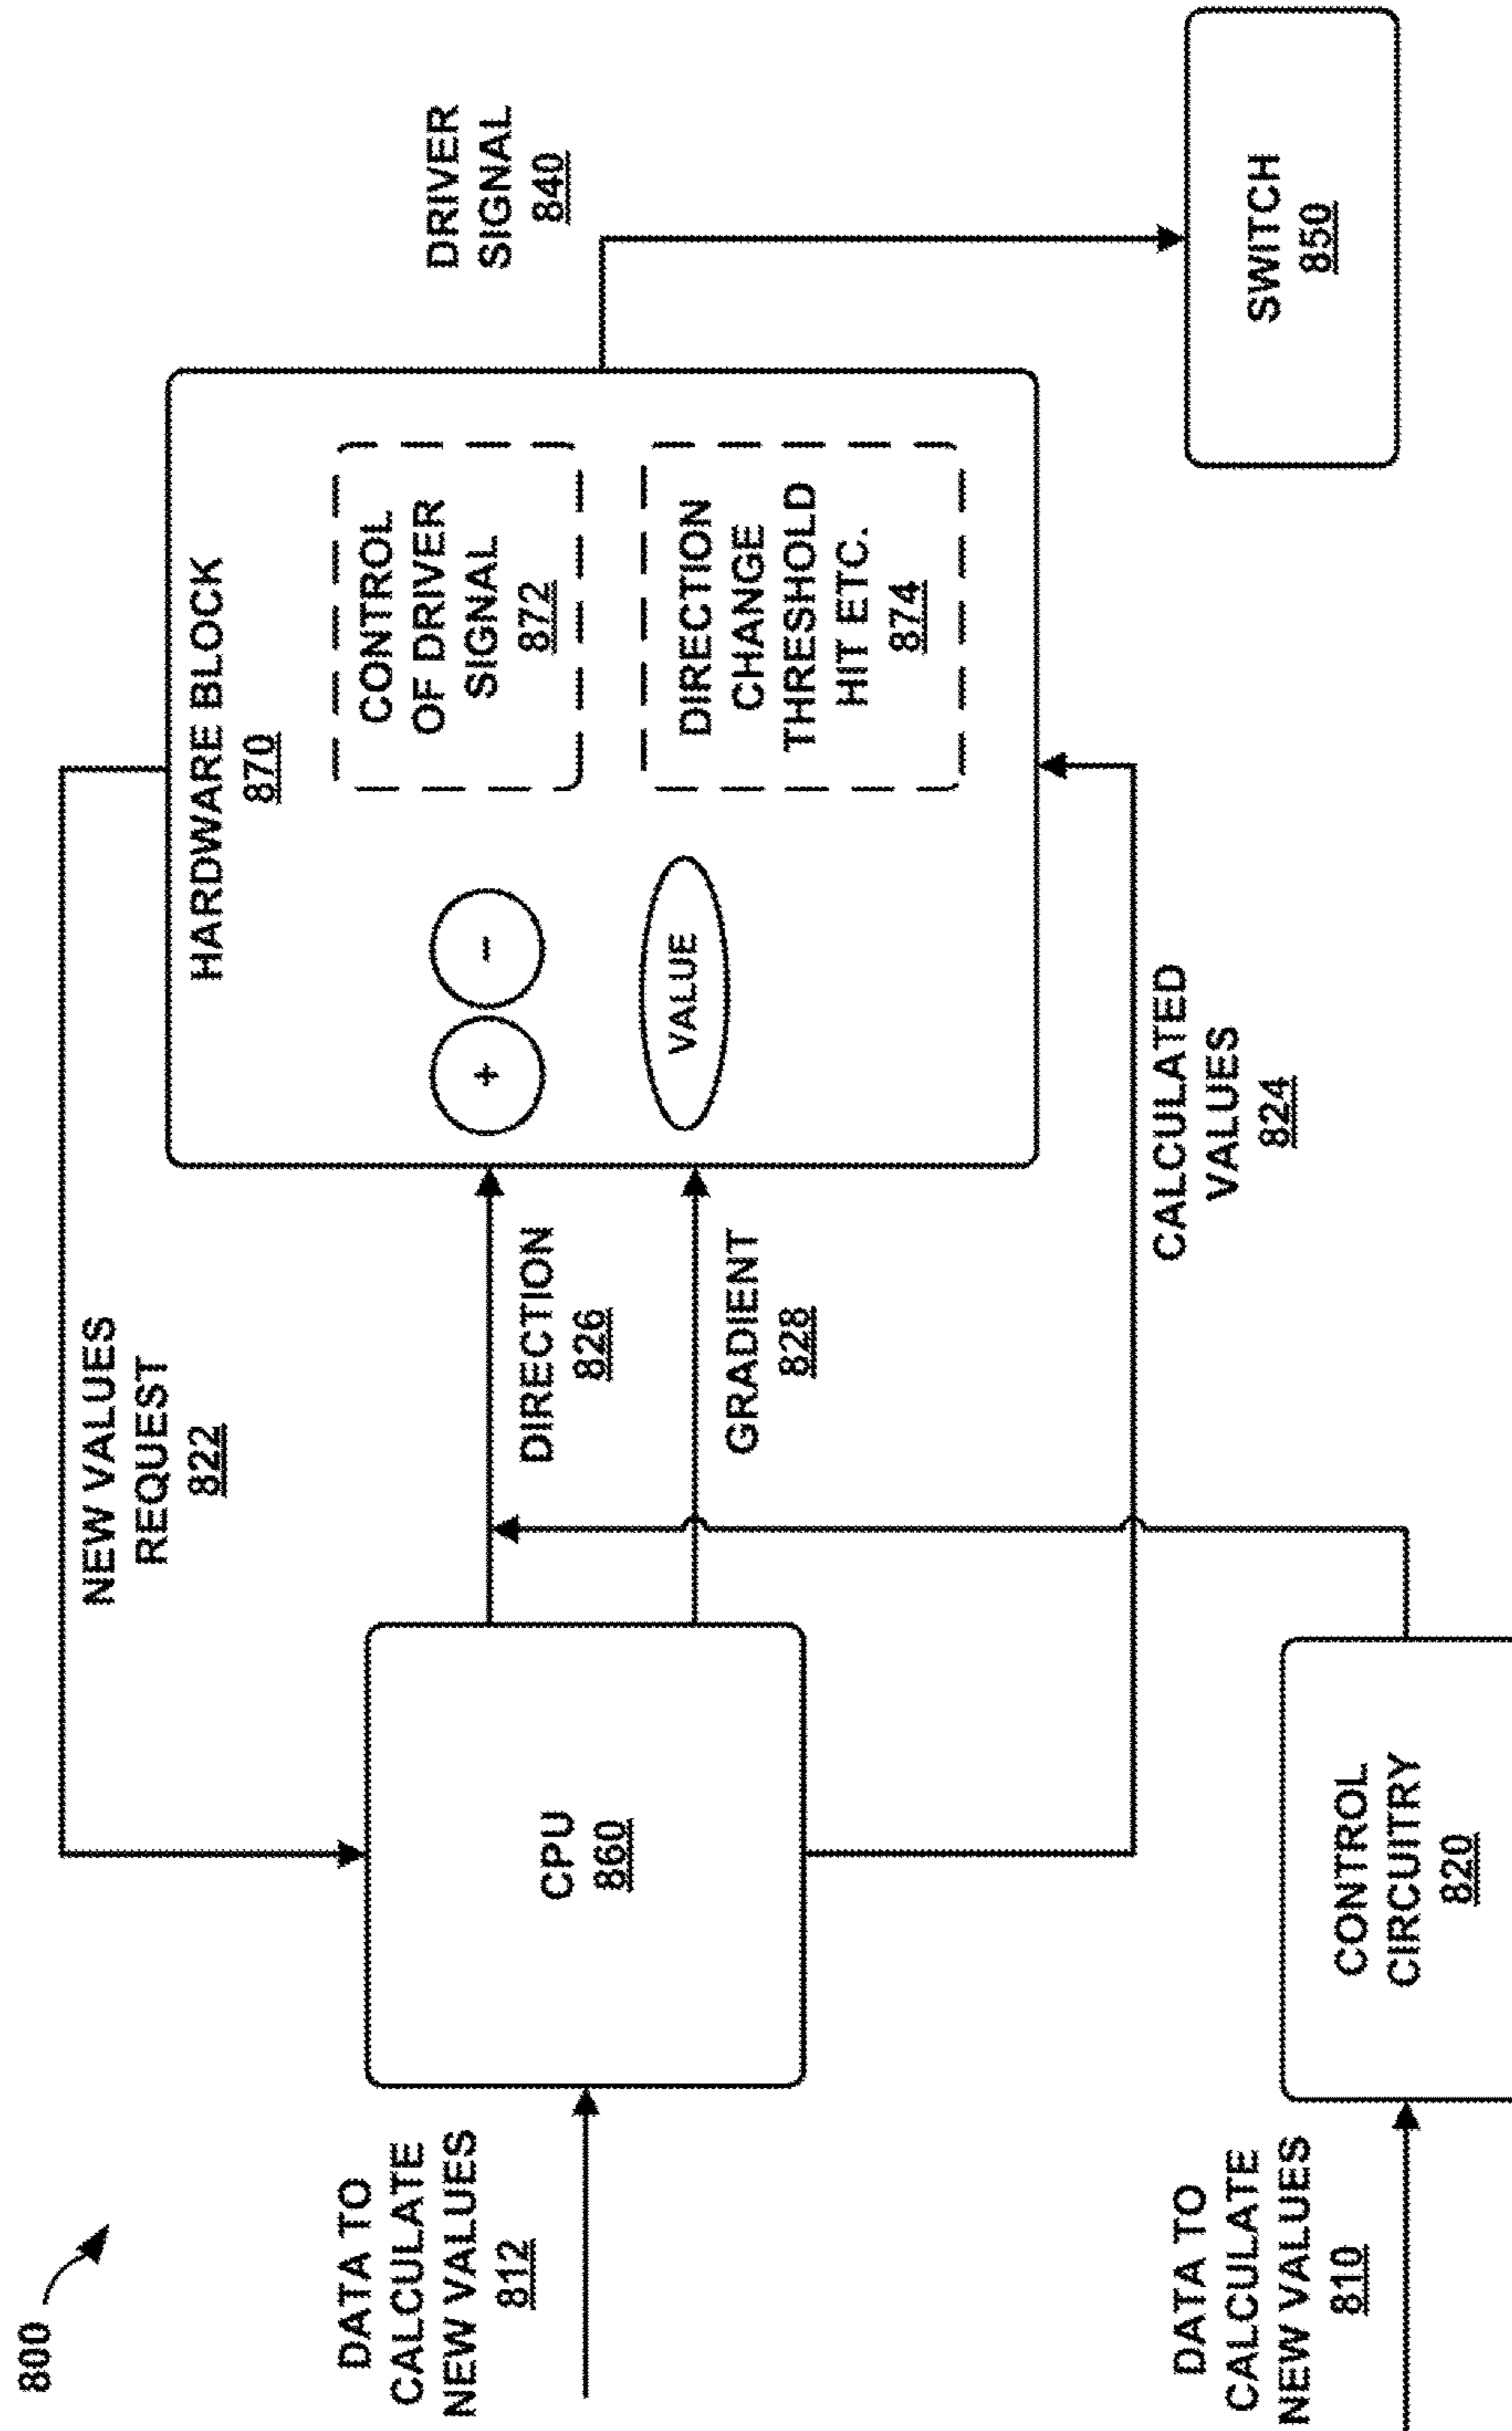 800
NEW VALUES
REQUEST
822
HARDWARE BLOCK
870
DATA TO
CALCULATE
NEW VALUES
812
CPU
860
DIRECTION
826
GRADIENT
828
+
-
VALUE
CONTROL
OF DRIVER
SIGNAL
872
DIRECTION
CHANGE
THRESHOLD
HIT ETC.
874
DRIVER
SIGNAL
840
CALCULATED
VALUES
824
DATA TO
CALCULATE
NEW VALUES
810
CONTROL
CIRCUITRY
820
SWITCH
850